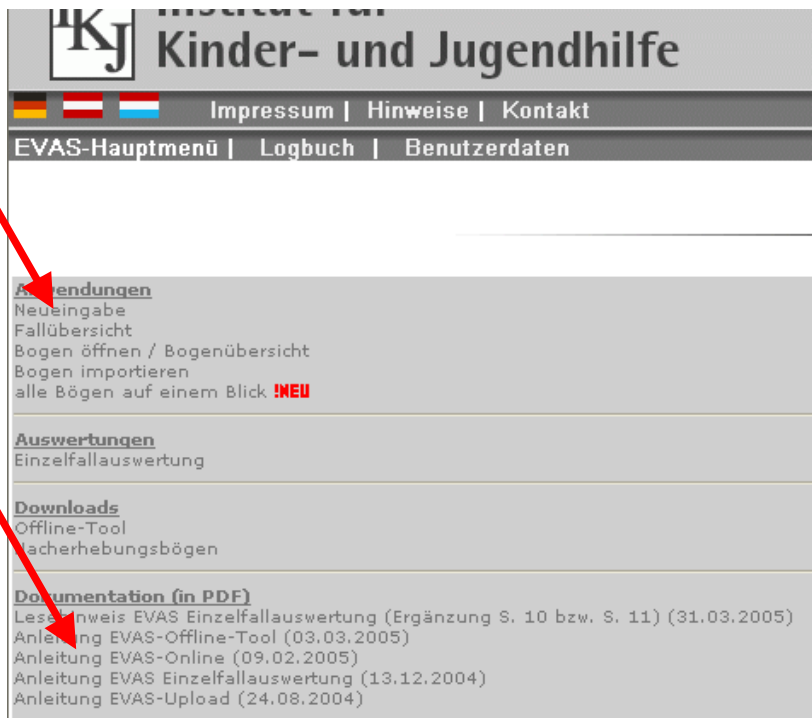 IKJ
Institut für
Kinder- und Jugendhilfe
Impressum | Hinweise | Kontakt
EVAS-Hauptmenü | Logbuch | Benutzerdaten
Anwendungen
Neueingabe
Fallübersicht
Bogen öffnen / Bogenübersicht
Bogen importieren
alle Bögen auf einem Blick !NEU
Auswertungen
Einzelfallauswertung
Downloads
Offline-Tool
Nacherhebungsbögen
Dokumentation (in PDF)
Lesehinweis EVAS Einzelfallauswertung (Ergänzung S. 10 bzw. S. 11) (31.03.2005)
Anleitung EVAS-Offline-Tool (03.03.2005)
Anleitung EVAS-Online (09.02.2005)
Anleitung EVAS Einzelfallauswertung (13.12.2004)
Anleitung EVAS-Upload (24.08.2004)